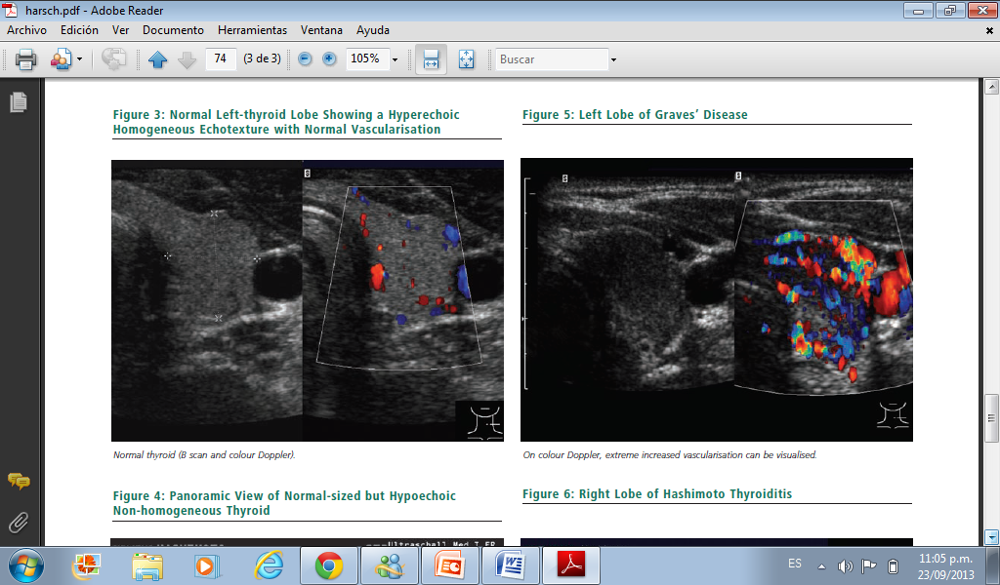 harsch.pdf - Adobe Reader
Archivo Edición Ver Documento Herramientas Ventana Ayuda
74 (3 de 3) 105% Buscar
Figure 3: Normal Left-thyroid Lobe Showing a Hyperechoic
Homogeneous Echotexture with Normal Vascularisation
Normal thyroid (B scan and colour Doppler).
Figure 4: Panoramic View of Normal-sized but Hypoechoic
Non-homogeneous Thyroid
Figure 5: Left Lobe of Graves’ Disease
On colour Doppler, extreme increased vascularisation can be visualised.
Figure 6: Right Lobe of Hashimoto Thyroiditis
ES
11:05 p.m.
23/09/2013